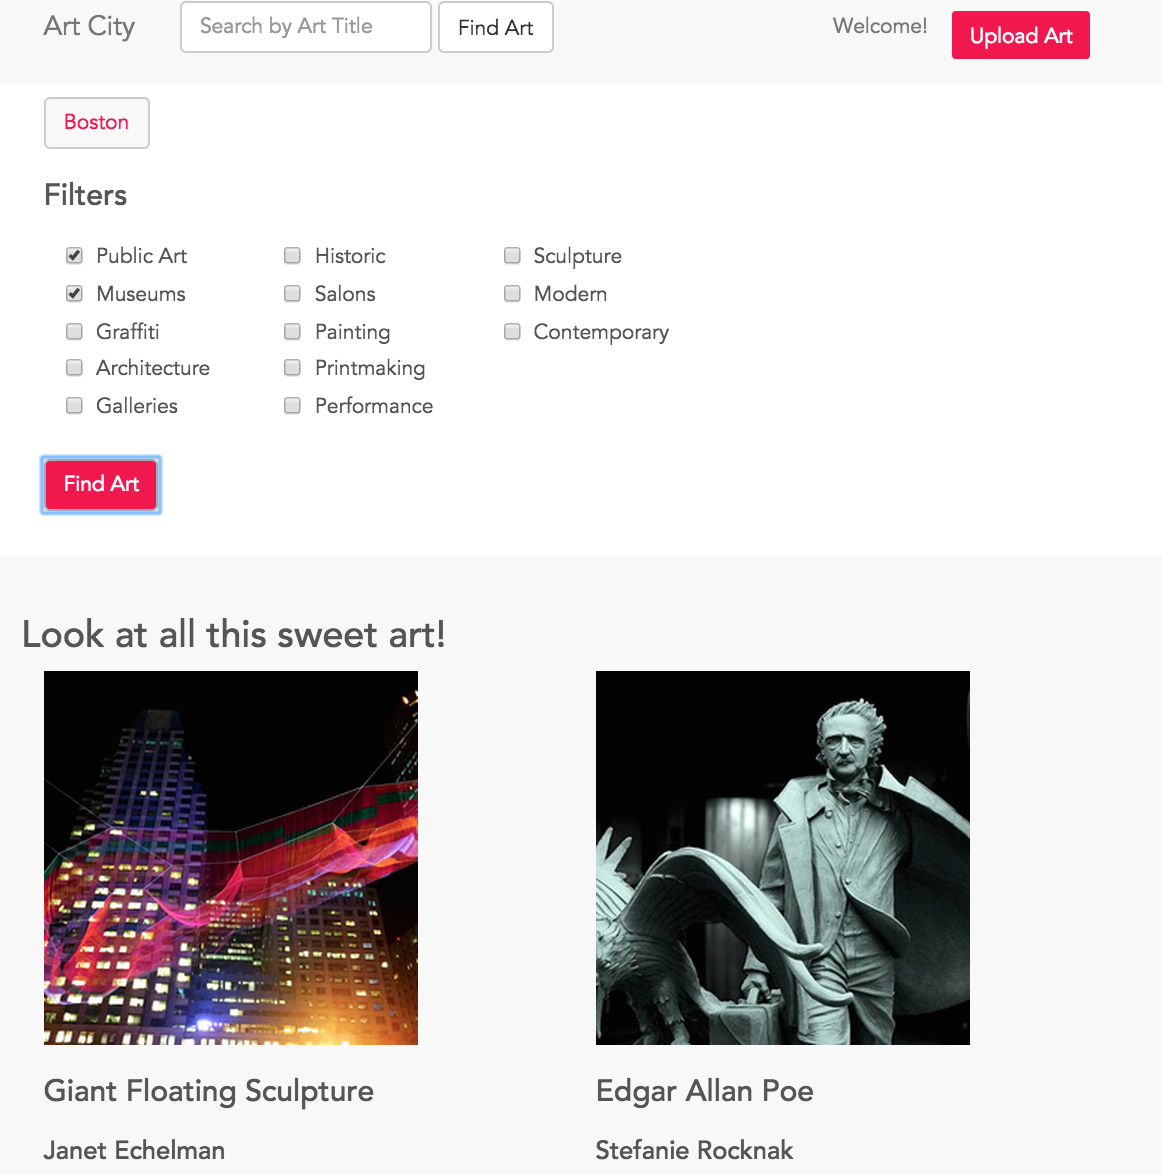 Art City
Search by Art Title
Find Art
Welcome!
Upload Art
Boston
Filters
Public Art
Museums
Graffiti
Architecture
Galleries
Historic
Salons
Painting
Printmaking
Performance
Sculpture
Modern
Contemporary
Find Art
Look at all this sweet art!
Giant Floating Sculpture
Janet Echelman
Edgar Allan Poe
Stefanie Rocknak